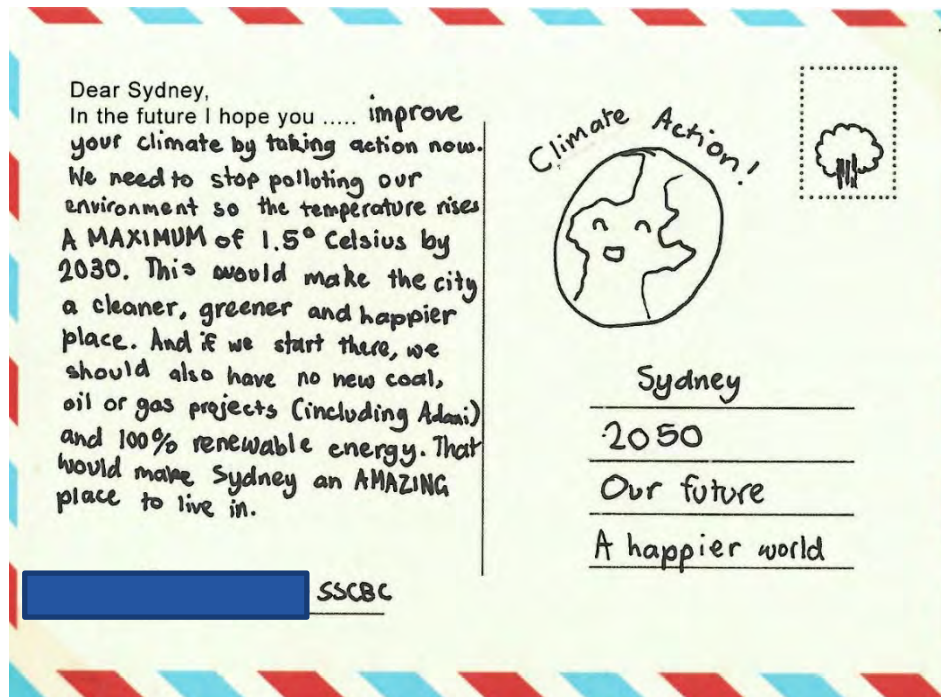 Dear Sydney,
In the future I hope you ..... improve
your climate by taking action now.
We need to stop polluting our
environment so the temperature rises
A MAXIMUM of 1.5° Celsius by
2030. This would make the city
a cleaner, greener and happier
place. And if we start there, we
should also have no new coal,
oil or gas projects (including Adani)
and 100% renewable energy. That
would make Sydney an AMAZING
place to live in.
SSCBC
Climate Action!
Sydney
2050
Our future
A happier world